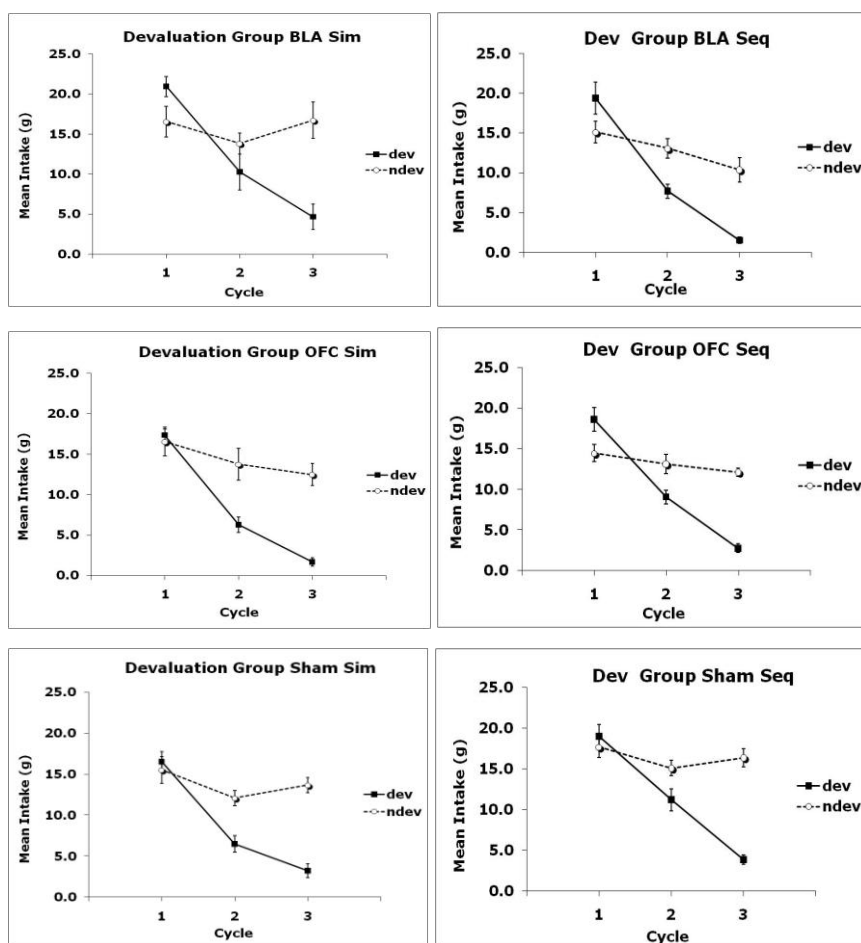 Devaluation Group BLA Sim
25.0
20.0
15.0
10.0
5.0
0.0
Mean Intake (g)
1 2 3
Cycle
dev
ndev
Dev Group BLA Seq
25.0
20.0
15.0
10.0
5.0
0.0
Mean Intake (g)
1 2 3
Cycle
dev
ndev
Devaluation Group OFC Sim
25.0
20.0
15.0
10.0
5.0
0.0
Mean Intake (g)
1 2 3
Cycle
dev
ndev
Dev Group OFC Seq
25.0
20.0
15.0
10.0
5.0
0.0
Mean Intake (g)
1 2 3
Cycle
dev
ndev
Devaluation Group Sham Sim
25.0
20.0
15.0
10.0
5.0
0.0
Mean Intake (g)
1 2 3
Cycle
dev
ndev
Dev Group Sham Seq
25.0
20.0
15.0
10.0
5.0
0.0
Mean Intake (g)
1 2 3
Cycle
dev
ndev